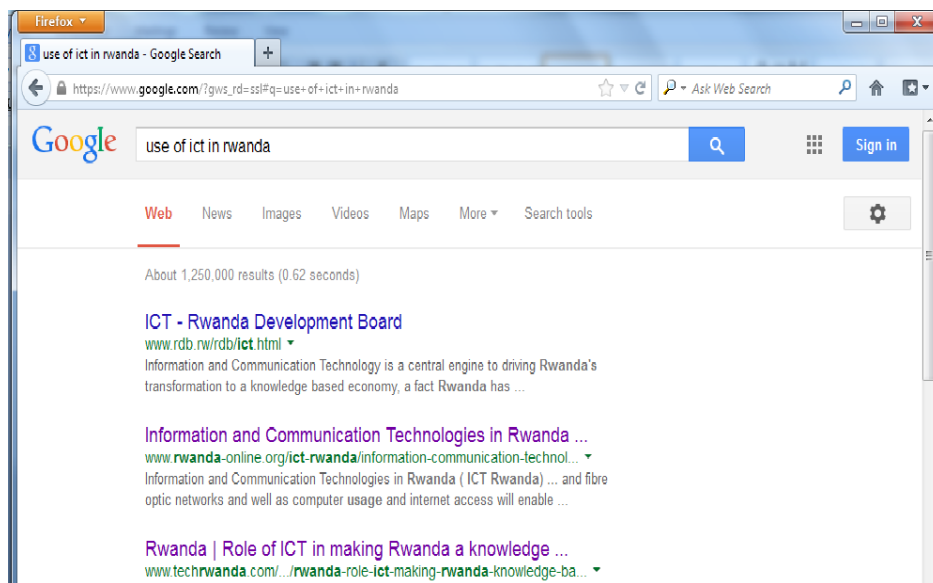 Firefox
use of ict in rwanda - Google Search
https://www.google.com/?gws_rd=ssl#q=use+of+ict+in+rwanda
Ask Web Search
Google
use of ict in rwanda
Sign in
Web News Images Videos Maps More Search tools
About 1,250,000 results (0.62 seconds)
ICT - Rwanda Development Board
www.rdb.rw/rdb/ict.html
Information and Communication Technology is a central engine to driving Rwanda's
transformation to a knowledge based economy, a fact Rwanda has ...
Information and Communication Technologies in Rwanda ...
www.rwanda-online.org/ict-rwanda/information-communication-technol...
Information and Communication Technologies in Rwanda ( ICT Rwanda) ... and fibre
optic networks and well as computer usage and internet access will enable ...
Rwanda | Role of ICT in making Rwanda a knowledge ...
www.techrwanda.com/.../rwanda-role-ict-making-rwanda-knowledge-ba...